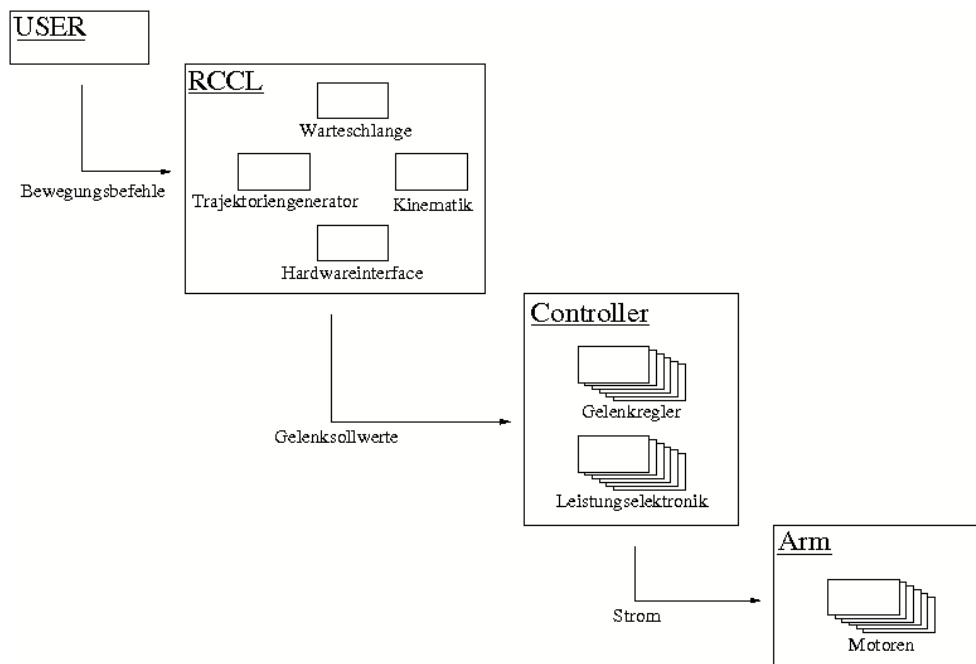 USER
RCCL
Warteschlange
Trajektoriengenerator
Kinematik
Hardwareinterface
Bewegungsbefehle
Controller
Gelenkregler
Leistungselektronik
Gelenksollwerte
Arm
Motoren
Strom